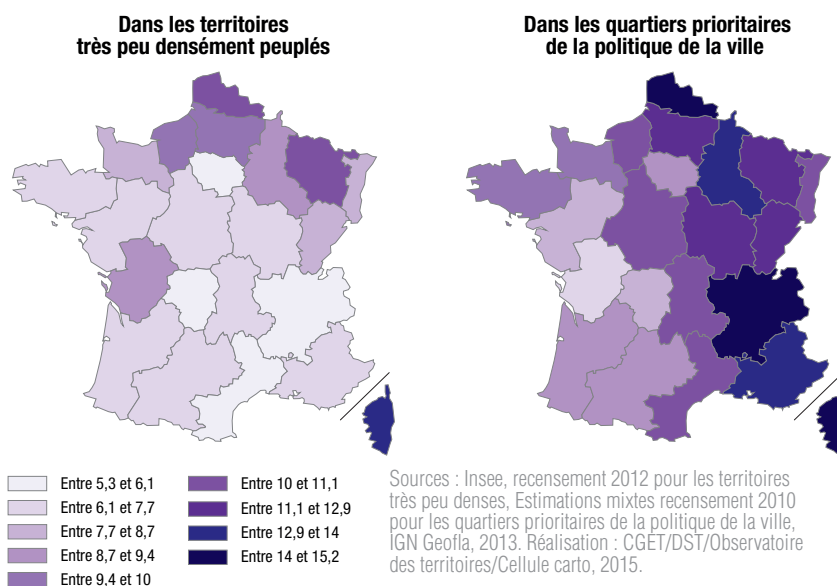 Dans les territoires
très peu densément peuplés
Dans les quartiers prioritaires
de la politique de la ville
Entre 5,3 et 6,1
Entre 6,1 et 7,7
Entre 7,7 et 8,7
Entre 8,7 et 9,4
Entre 9,4 et 10
Entre 10 et 11,1
Entre 11,1 et 12,9
Entre 12,9 et 14
Entre 14 et 15,2
Sources : Insee, recensement 2012 pour les territoires
très peu denses, Estimations mixtes recensement 2010
pour les quartiers prioritaires de la politique de la ville,
IGN Geofla, 2013. Réalisation : CGET/DST/Observatoire
des territoires/Cellule carto, 2015.